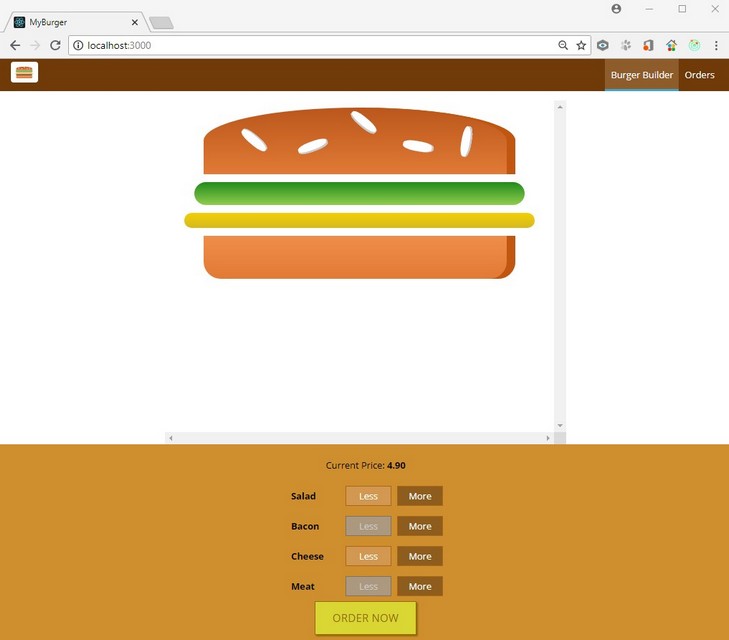 MyBurger
localhost:3000
Burger Builder Orders
Current Price: 4.90
Salad Less More
Bacon Less More
Cheese Less More
Meat Less More
ORDER NOW